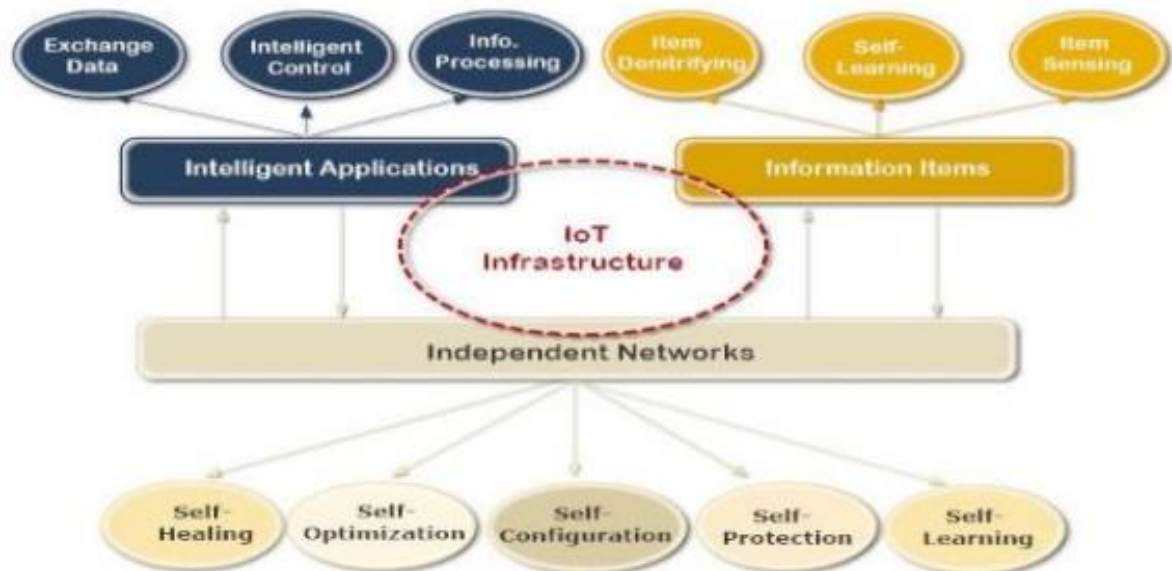 Exchange
Data
Intelligent
Control
Info.
Processing
Item
Denitrifying
Self-
Learning
Item
Sensing
Intelligent Applications
Information Items
IoT
Infrastructure
Independent Networks
Self-
Healing
Self-
Optimization
Self-
Configuration
Self-
Protection
Self-
Learning